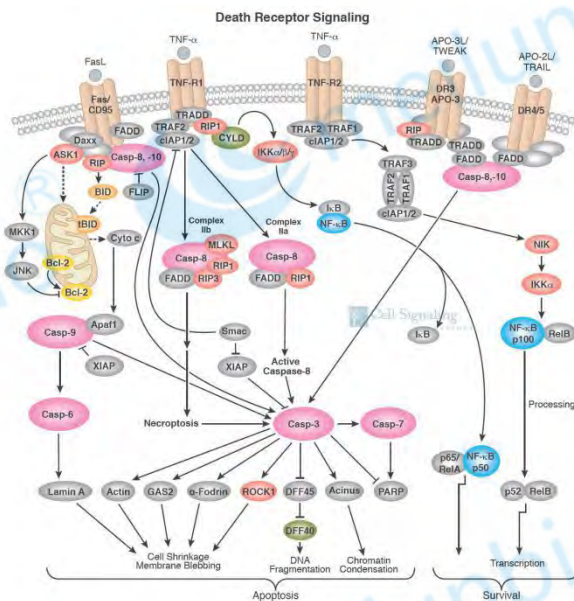 Death Receptor Signaling
FasL
TNF-α
TNF-α
APO-3L/
TWEAK
APO-2L/
TRAIL
Fas/
CD95
TNF-R1
TNF-R2
DR3
APO-3
DR4/5
FADD
Daxx
ASK1
RIP
Casp-8, -10
BID
FLIP
TRADD
TRAF2
RIP1
cIAP1/2
CYLD
IKKα/β/γ
TRAF2
TRAF1
cIAP1/2
RIP
TRADD
TRADD
FADD
FADD
Casp-8,-10
TRAF3
TRAF2
TRAF1
cIAP1/2
MKK1
JNK
tBID
Cyto c
Bcl-2
Bcl-2
Complex
IIb
MLKL
Casp-8
RIP1
FADD
RIP3
Complex
IIa
Casp-8
FADD
RIP1
IκB
NF-κB
NIK
IKKα
Cell Signaling
IκB
NF-κB
p100
RelB
Casp-9
Apaf1
XIAP
Smac
XIAP
Active
Caspase-8
Casp-6
Necroptosis
Casp-3
Casp-7
Processing
p65/
RelA
NF-κB
p50
Lamin A
Actin
GAS2
α-Fodrin
ROCK1
DFF45
Acinus
PARP
p52
RelB
DFF40
Cell Shrinkage
Membrane Blebbing
DNA
Fragmentation
Chromatin
Condensation
Transcription
Apoptosis
Survival